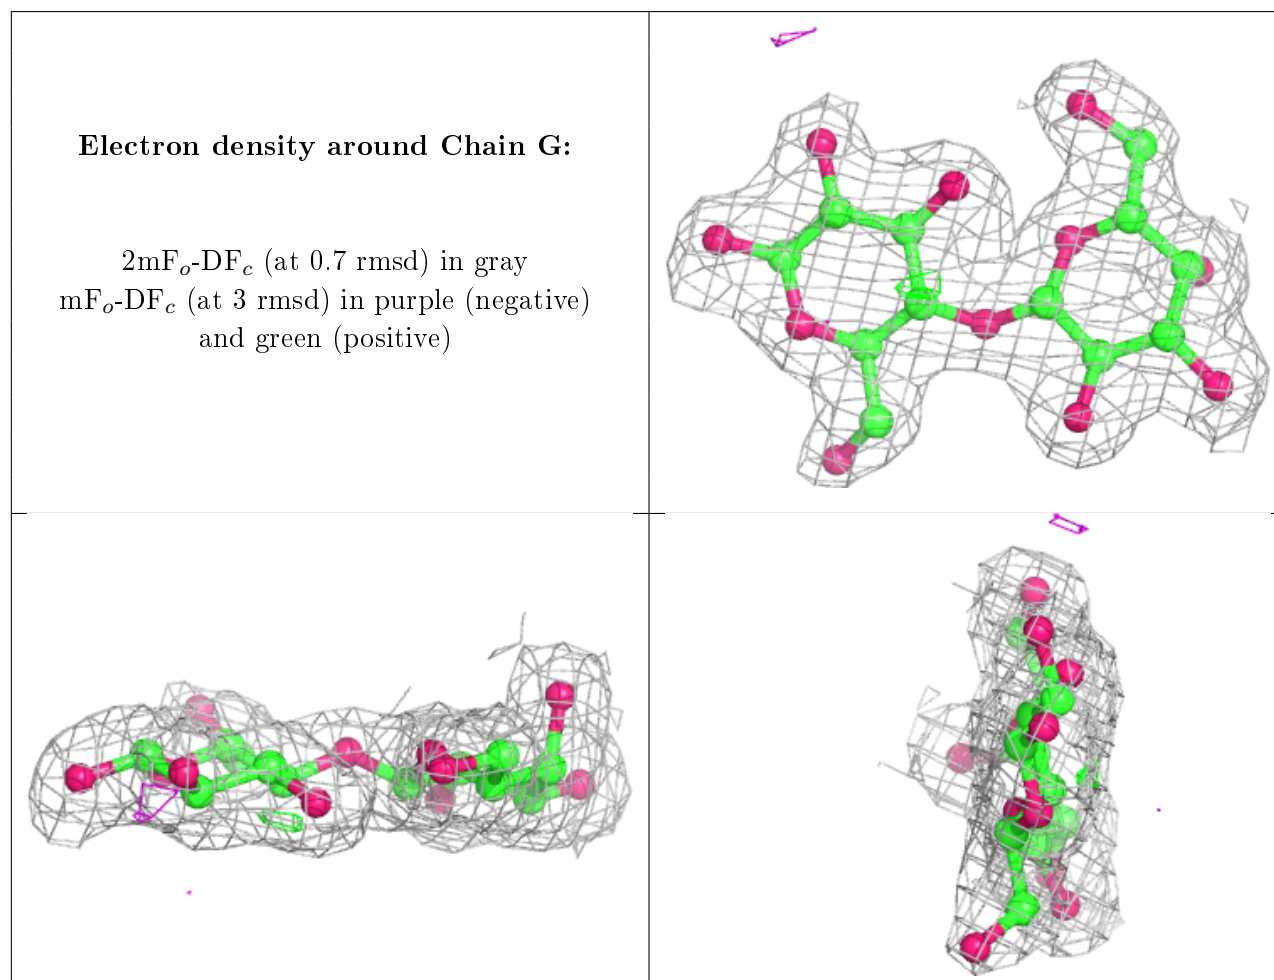 Electron density around Chain G:
2mFₒ-DF𝒸 (at 0.7 rmsd) in gray
mFₒ-DF𝒸 (at 3 rmsd) in purple (negative)
and green (positive)